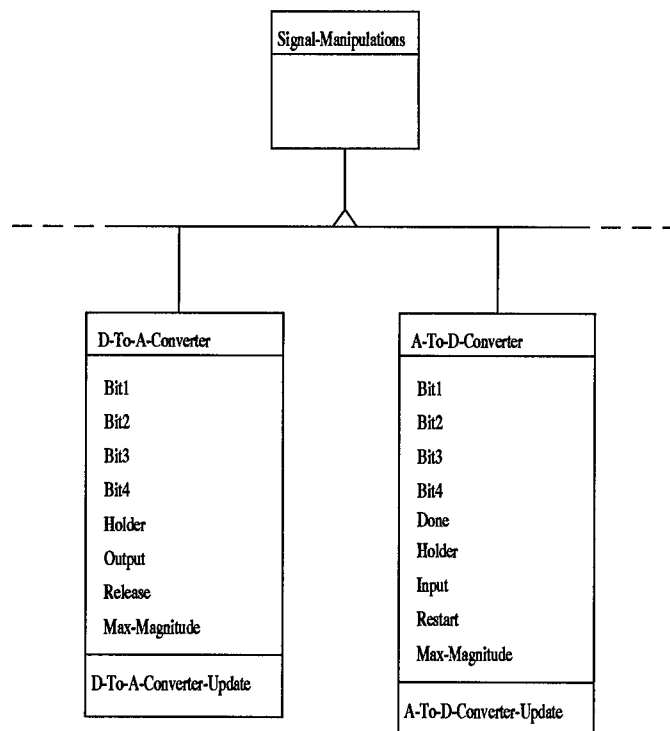 Signal-Manipulations
D-To-A-Converter
Bit1
Bit2
Bit3
Bit4
Holder
Output
Release
Max-Magnitude
D-To-A-Converter-Update
A-To-D-Converter
Bit1
Bit2
Bit3
Bit4
Done
Holder
Input
Restart
Max-Magnitude
A-To-D-Converter-Update